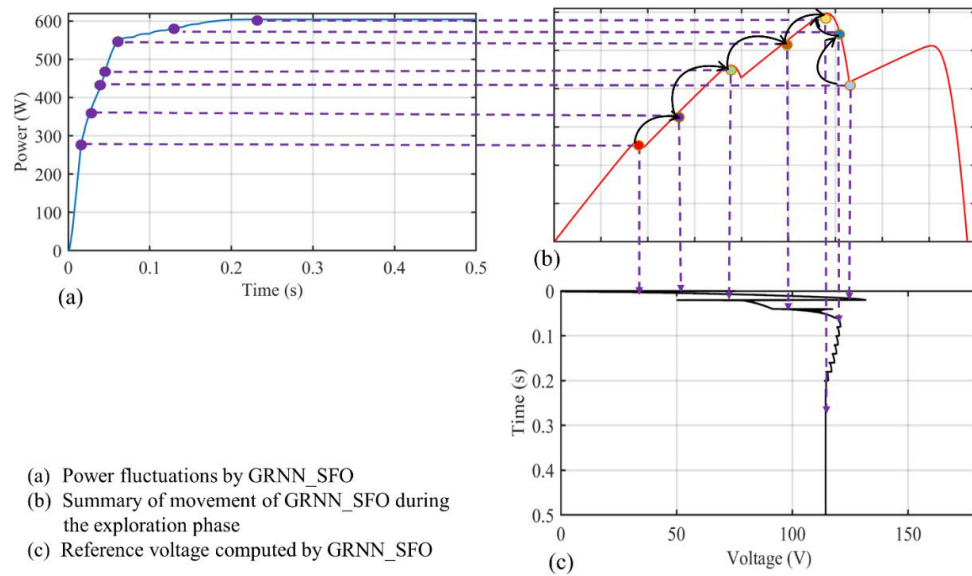 600
500
400
300
200
100
0
Power (W)
0
0.1
0.2
0.3
0.4
0.5
Time (s)
(a)
(b)
0
0.1
0.2
0.3
0.4
0.5
Time (s)
0
50
100
150
Voltage (V)
(c)
(a) Power fluctuations by GRNN_SFO
(b) Summary of movement of GRNN_SFO during
the exploration phase
(c) Reference voltage computed by GRNN_SFO